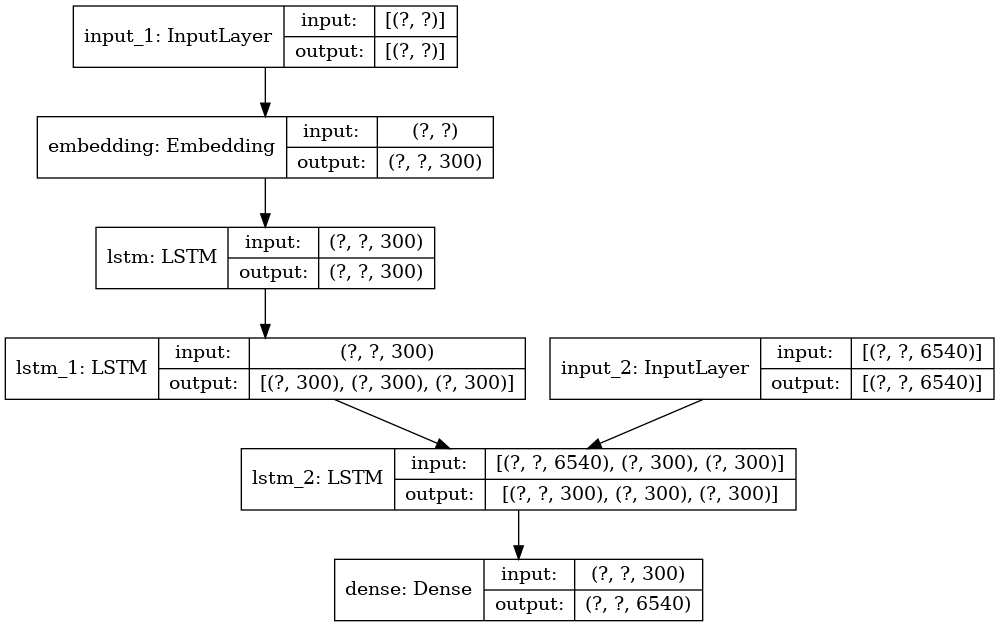 input_1: InputLayer
input: [(?, ?)]
output: [(?, ?)]
embedding: Embedding
input: (?, ?)
output: (?, ?, 300)
lstm: LSTM
input: (?, ?, 300)
output: (?, ?, 300)
lstm_1: LSTM
input: (?, ?, 300)
output: [(?, 300), (?, 300), (?, 300)]
input_2: InputLayer
input: [(?, ?, 6540)]
output: [(?, ?, 6540)]
lstm_2: LSTM
input: [(?, ?, 6540), (?, 300), (?, 300)]
output: [(?, ?, 300), (?, 300), (?, 300)]
dense: Dense
input: (?, ?, 300)
output: (?, ?, 6540)